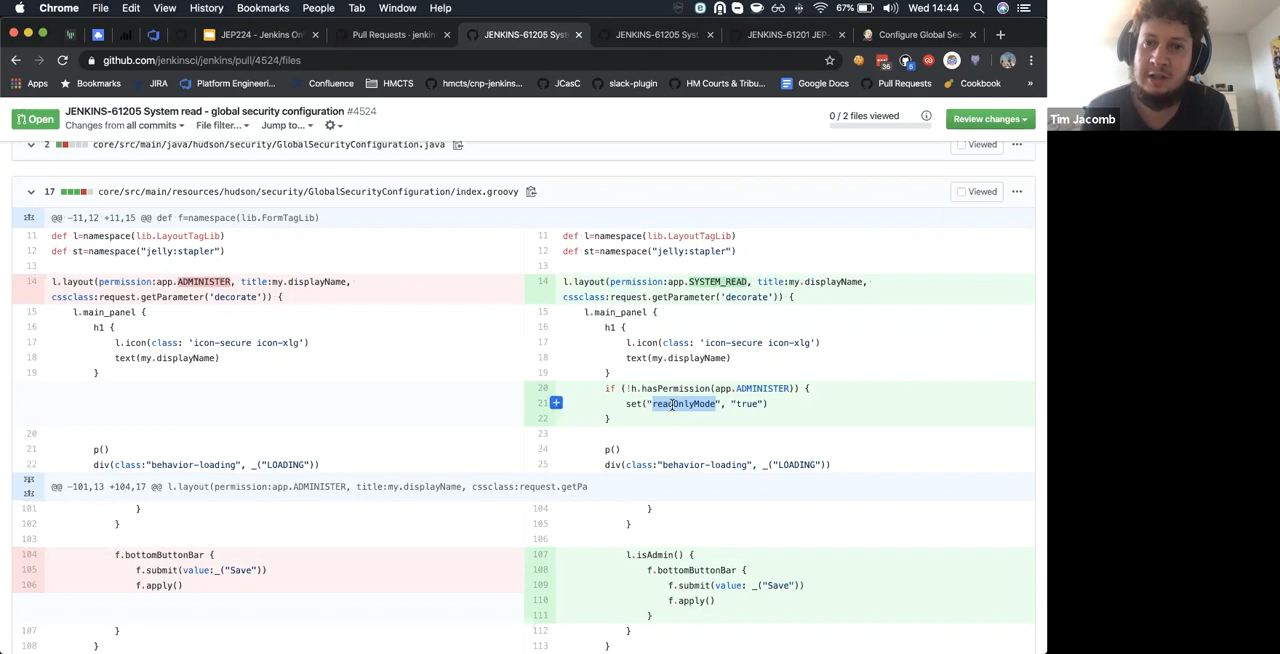 Chrome File Edit View History Bookmarks People Tab Window Help 67% Wed 14:44
JEP224 - Jenkins On × Pull Requests · jenkin × JENKINS-61205 Syst × JENKINS-61205 Syst × JENKINS-61201 JEP- × Configure Global Sec ×
github.com/jenkinsci/jenkins/pull/4524/files 36
Apps Bookmarks JIRA Platform Engineeri... Confluence HMCTS hmcts/cnp-jenkins... JCasC slack-plugin HM Courts & Tribu... Google Docs Pull Requests Cookbook »
Tim Jacomb
Open JENKINS-61205 System read - global security configuration #4524
Changes from all commits File filter... Jump to...
0 / 2 files viewed Review changes
2 core/src/main/java/hudson/security/GlobalSecurityConfiguration.java Viewed ...
17 core/src/main/resources/hudson/security/GlobalSecurityConfiguration/index.groovy Viewed ...
@@ -11,12 +11,15 @@ def f=namespace(lib.FormTagLib)
11 def l=namespace(lib.LayoutTagLib) 11 def l=namespace(lib.LayoutTagLib)
12 def st=namespace("jelly:stapler") 12 def st=namespace("jelly:stapler")
13 13
14 l.layout(permission:app.ADMINISTER, title:my.displayName, 14 l.layout(permission:app.SYSTEM_READ, title:my.displayName,
cssclass:request.getParameter('decorate')) { cssclass:request.getParameter('decorate')) {
15 l.main_panel { 15 l.main_panel {
16 h1 { 16 h1 {
17 l.icon(class: 'icon-secure icon-xlg') 17 l.icon(class: 'icon-secure icon-xlg')
18 text(my.displayName) 18 text(my.displayName)
19 } 19 }
20 if (!h.hasPermission(app.ADMINISTER)) {
21 set("readOnlyMode", "true")
22 }
20 23
21 p() 24 p()
22 div(class:"behavior-loading", _("LOADING")) 25 div(class:"behavior-loading", _("LOADING"))
@@ -101,13 +104,17 @@ l.layout(permission:app.ADMINISTER, title:my.displayName, cssclass:request.getPa
101 } 104 }
102 } 105 }
103 106
104 f.bottomButtonBar { 107 l.isAdmin() {
105 f.submit(value:_("Save")) 108 f.bottomButtonBar {
106 f.apply() 109 f.submit(value: _("Save"))
110 f.apply()
111 }
107 } 112 }
108 } 113 }